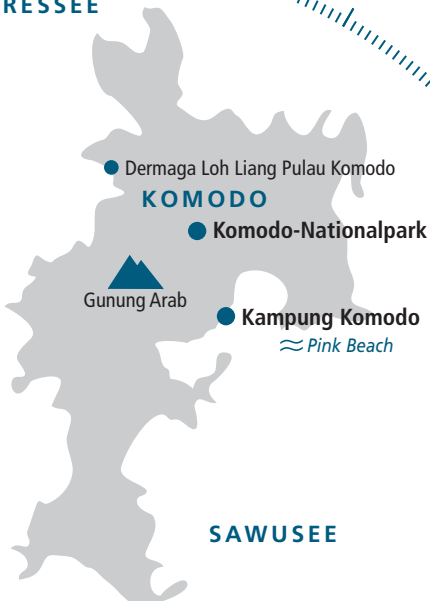 RESSEE
Dermaga Loh Liang Pulau Komodo
KOMODO
Komodo-Nationalpark
Gunung Arab
Kampung Komodo
Pink Beach
SAWUSEE